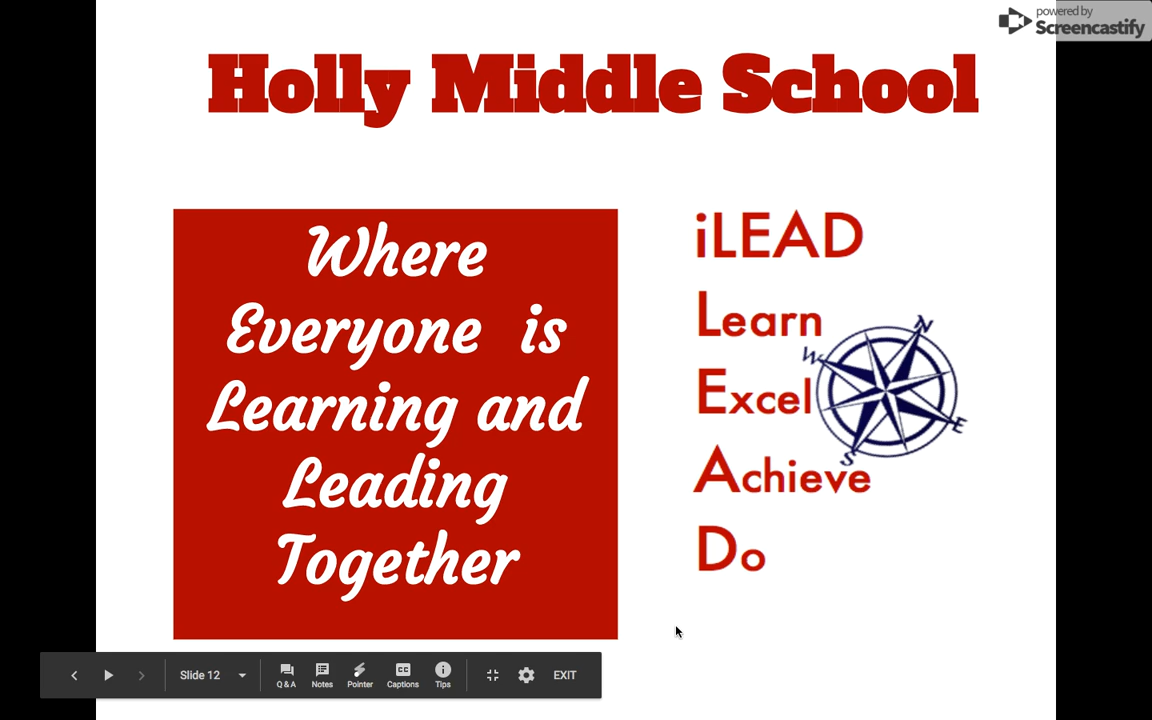 powered by
Screencastify
Holly Middle School
Where
Everyone is
Learning and
Leading
Together
iLEAD
Learn
Excel
Achieve
Do
N
W
E
S
Slide 12
Q & A
Notes
Pointer
CC
Captions
Tips
EXIT